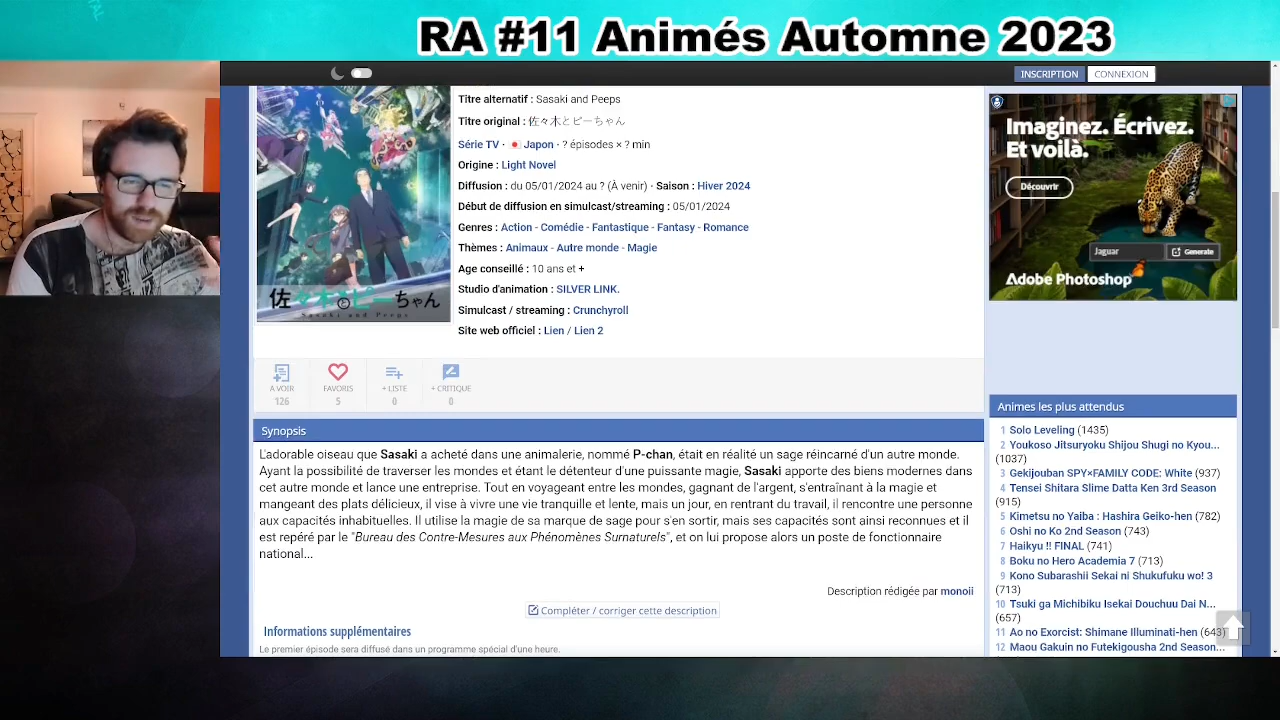 RA #11 Animés Automne 2023
INSCRIPTION
CONNEXION
Titre alternatif : Sasaki and Peeps
Titre original : 佐々木とピーちゃん
Série TV · Japon · ? épisodes × ? min
Origine : Light Novel
Diffusion : du 05/01/2024 au ? (À venir) - Saison : Hiver 2024
Début de diffusion en simulcast/streaming : 05/01/2024
Genres : Action - Comédie - Fantastique - Fantasy - Romance
Thèmes : Animaux - Autre monde - Magie
Age conseillé : 10 ans et +
Studio d'animation : SILVER LINK.
Simulcast / streaming : Crunchyroll
Site web officiel : Lien / Lien 2
佐々木とピーちゃん
Sasaki and Peeps
A VOIR
126
FAVORIS
5
+ LISTE
0
+ CRITIQUE
0
Synopsis
L'adorable oiseau que Sasaki a acheté dans une animalerie, nommé P-chan, était en réalité un sage réincarné d'un autre monde.
Ayant la possibilité de traverser les mondes et étant le détenteur d'une puissante magie, Sasaki apporte des biens modernes dans
cet autre monde et lance une entreprise. Tout en voyageant entre les mondes, gagnant de l'argent, s'entraînant à la magie et
mangeant des plats délicieux, il vise à vivre une vie tranquille et lente, mais un jour, en rentrant du travail, il rencontre une personne
aux capacités inhabituelles. Il utilise la magie de sa marque de sage pour s'en sortir, mais ses capacités sont ainsi reconnues et il
est repéré par le "Bureau des Contre-Mesures aux Phénomènes Surnaturels", et on lui propose alors un poste de fonctionnaire
national...
Description rédigée par monoii
Compléter / corriger cette description
Informations supplémentaires
Le premier épisode sera diffusé dans un programme spécial d'une heure.
Imaginez. Écrivez.
Et voilà.
Découvrir
Jaguar
Generate
Adobe Photoshop
Animes les plus attendus
1 Solo Leveling (1435)
2 Youkoso Jitsuryoku Shijou Shugi no Kyou...
(1037)
3 Gekijouban SPY×FAMILY CODE: White (937)
4 Tensei Shitara Slime Datta Ken 3rd Season
(915)
5 Kimetsu no Yaiba : Hashira Geiko-hen (782)
6 Oshi no Ko 2nd Season (743)
7 Haikyu !! FINAL (741)
8 Boku no Hero Academia 7 (713)
9 Kono Subarashii Sekai ni Shukufuku wo! 3
(713)
10 Tsuki ga Michibiku Isekai Douchuu Dai N...
(657)
11 Ao no Exorcist: Shimane Illuminati-hen (643)
12 Maou Gakuin no Futekigousha 2nd Season...